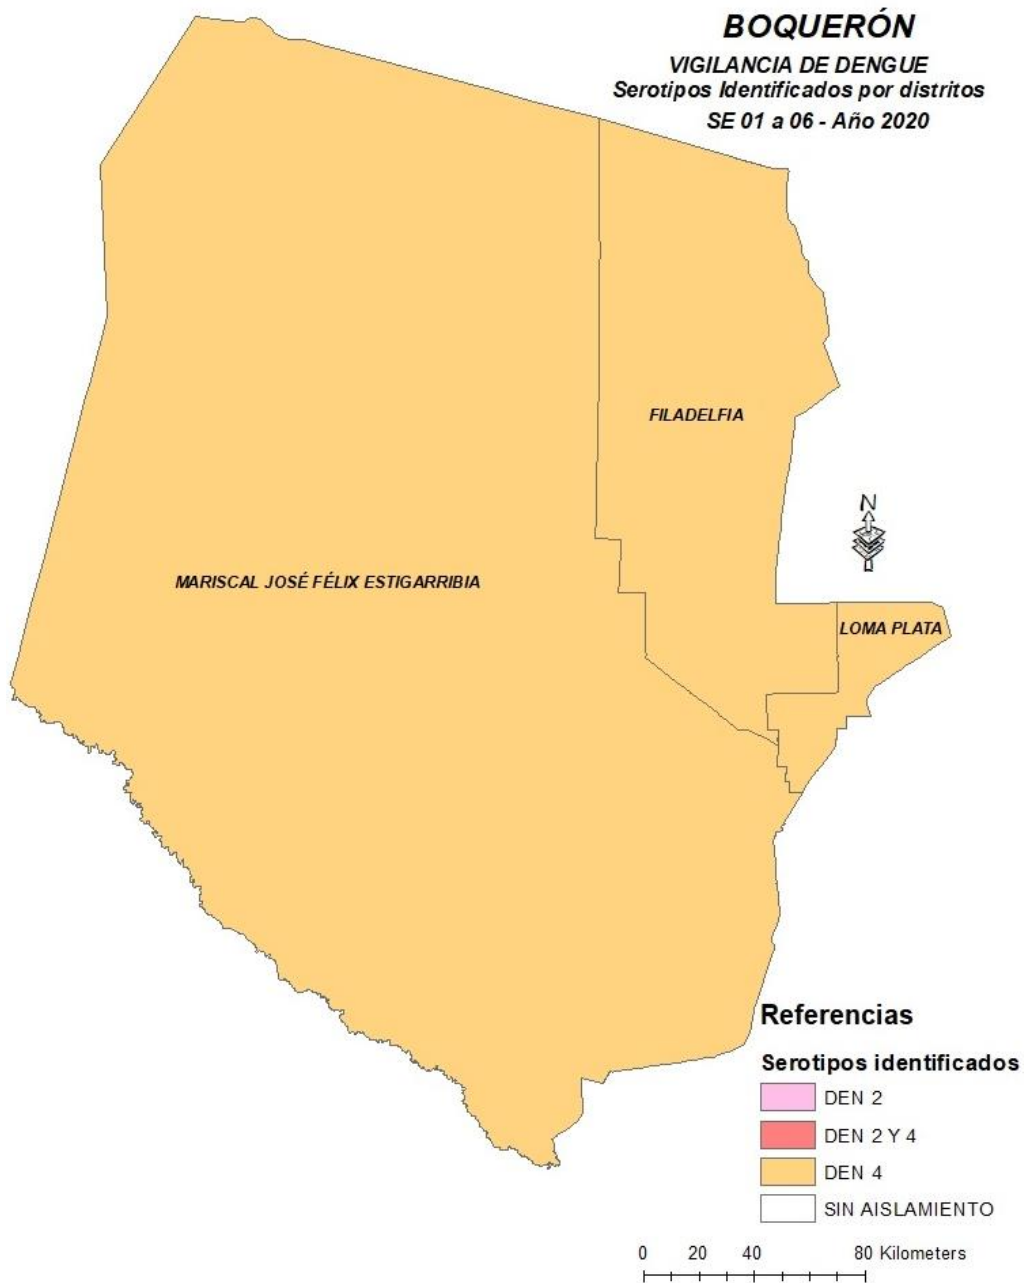 BOQUERÓN
VIGILANCIA DE DENGUE
Serotipos Identificados por distritos
SE 01 a 06 - Año 2020
FILADELFIA
N
MARISCAL JOSÉ FÉLIX ESTIGARRIBIA
LOMA PLATA
Referencias
Serotipos identificados
DEN 2
DEN 2 Y 4
DEN 4
SIN AISLAMIENTO
0 20 40 80 Kilometers